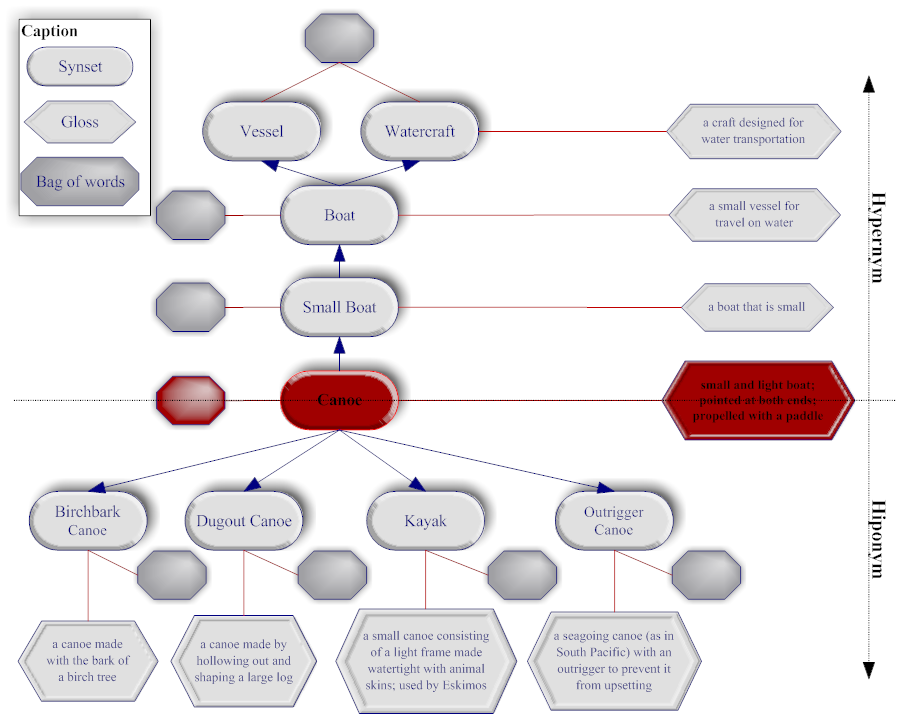 Caption
Synset
Gloss
Bag of words
Vessel
Watercraft
a craft designed for
water transportation
Boat
a small vessel for
travel on water
Small Boat
a boat that is small
Canoe
small and light boat;
pointed at both ends;
propelled with a paddle
Hypernym
Hiponym
Birchbark
Canoe
Dugout Canoe
Kayak
Outrigger
Canoe
a canoe made
with the bark of
a birch tree
a canoe made by
hollowing out and
shaping a large log
a small canoe consisting
of a light frame made
watertight with animal
skins; used by Eskimos
a seagoing canoe (as in
South Pacific) with an
outrigger to prevent it
from upsetting